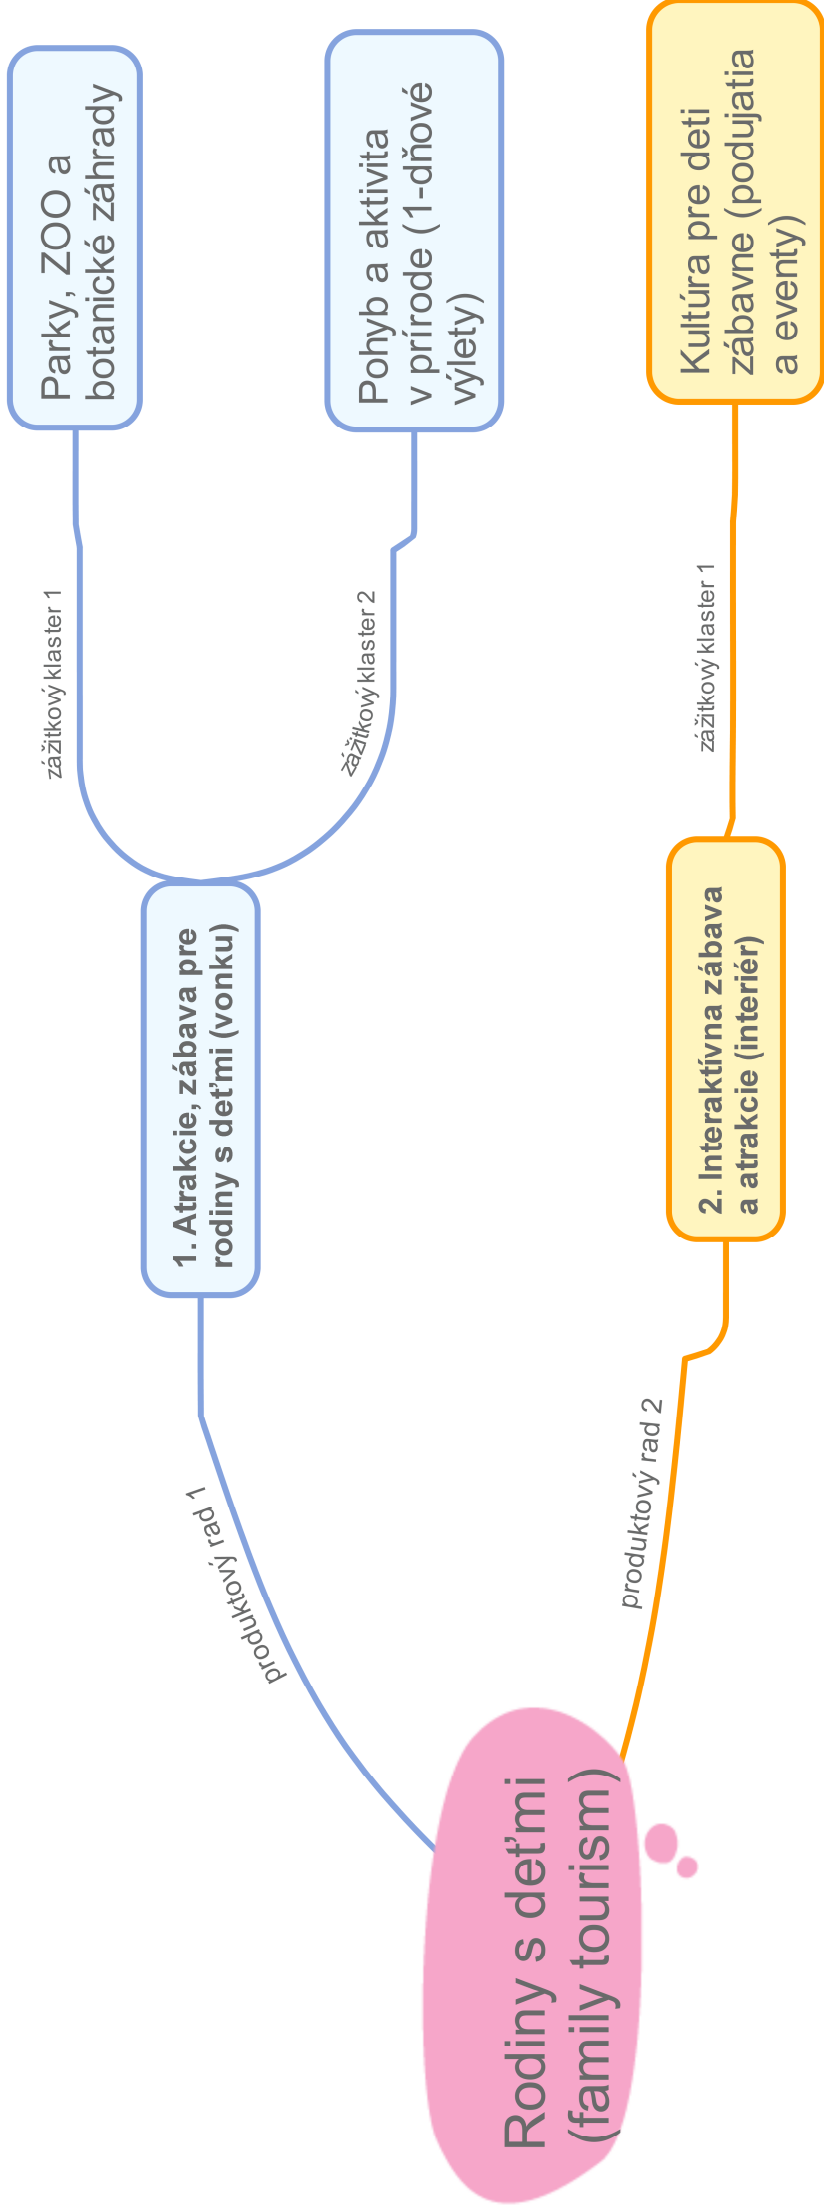 Rodiny s deťmi
(family tourism)
produktový rad 1
1. Atrakcie, zábava pre
rodiny s deťmi (vonku)
zážitkový klaster 1
Parky, ZOO a
botanické záhrady
zážitkový klaster 2
Pohyb a aktivita
v prírode (1-dňové
výlety)
produktový rad 2
2. Interaktívna zábava
a atrakcie (interiér)
zážitkový klaster 1
Kultúra pre deti
zábavne (podujatia
a eventy)